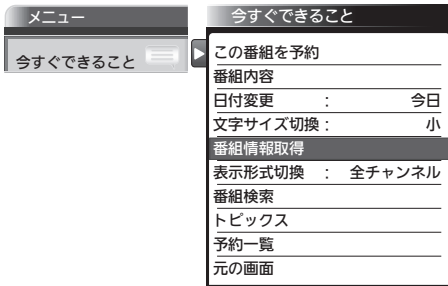 メニュー
今すぐできること
今すぐできること
この番組を予約
番組内容
日付変更 : 今日
文字サイズ切換 : 小
番組情報取得
表示形式切換 : 全チャンネル
番組検索
トピックス
予約一覧
元の画面